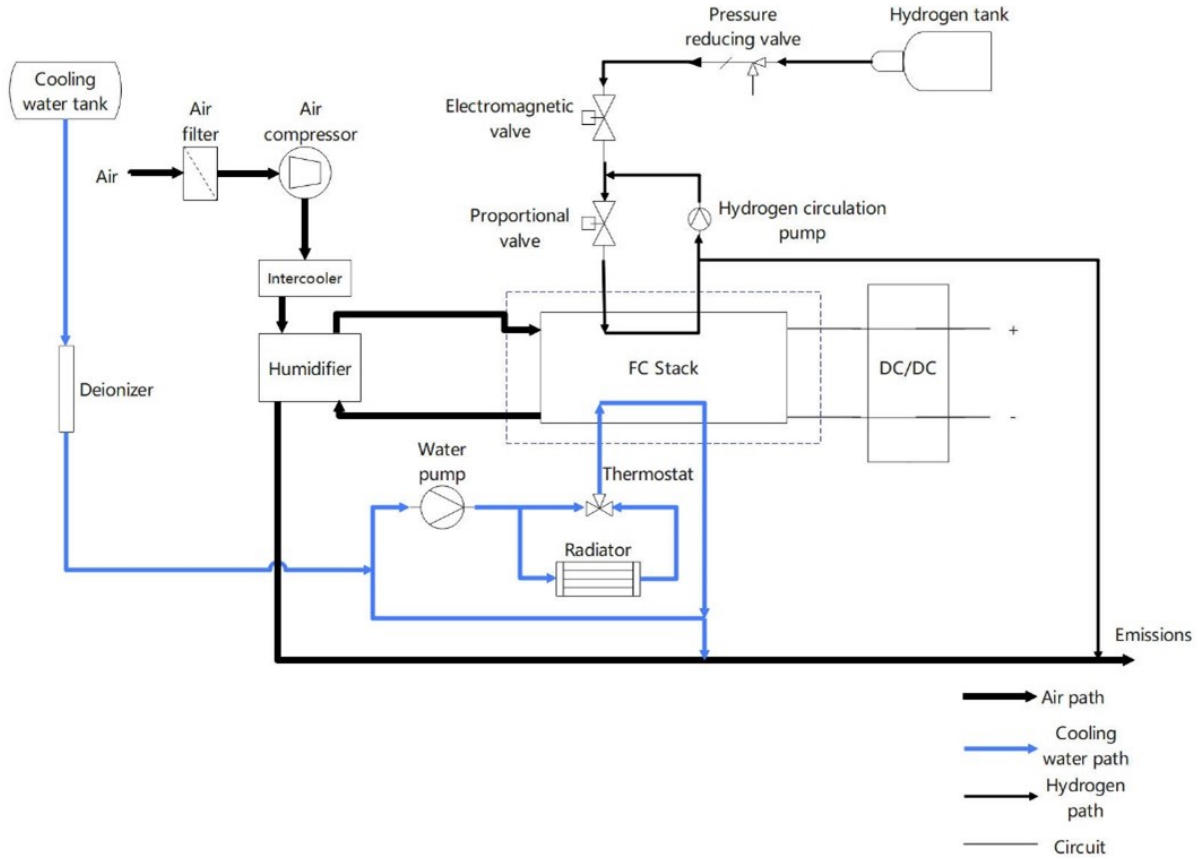 Pressure
reducing valve
Hydrogen tank
Cooling
water tank
Air
filter
Air
compressor
Electromagnetic
valve
Air
Proportional
valve
Hydrogen circulation
pump
Intercooler
Humidifier
FC Stack
DC/DC
+
-
Deionizer
Water
pump
Thermostat
Radiator
Emissions
Air path
Cooling
water path
Hydrogen
path
Circuit